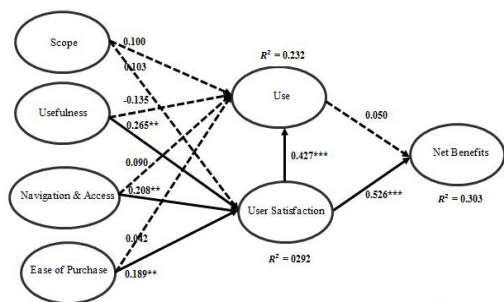 Scope
0.100
0.103
R² = 0.232
Use
Usefulness
-0.135
0.265**
0.050
Net Benefits
R² = 0.303
0.090
0.427***
Navigation & Access
0.208**
0.526***
User Satisfaction
R² = 0292
0.042
Ease of Purchase
0.189**